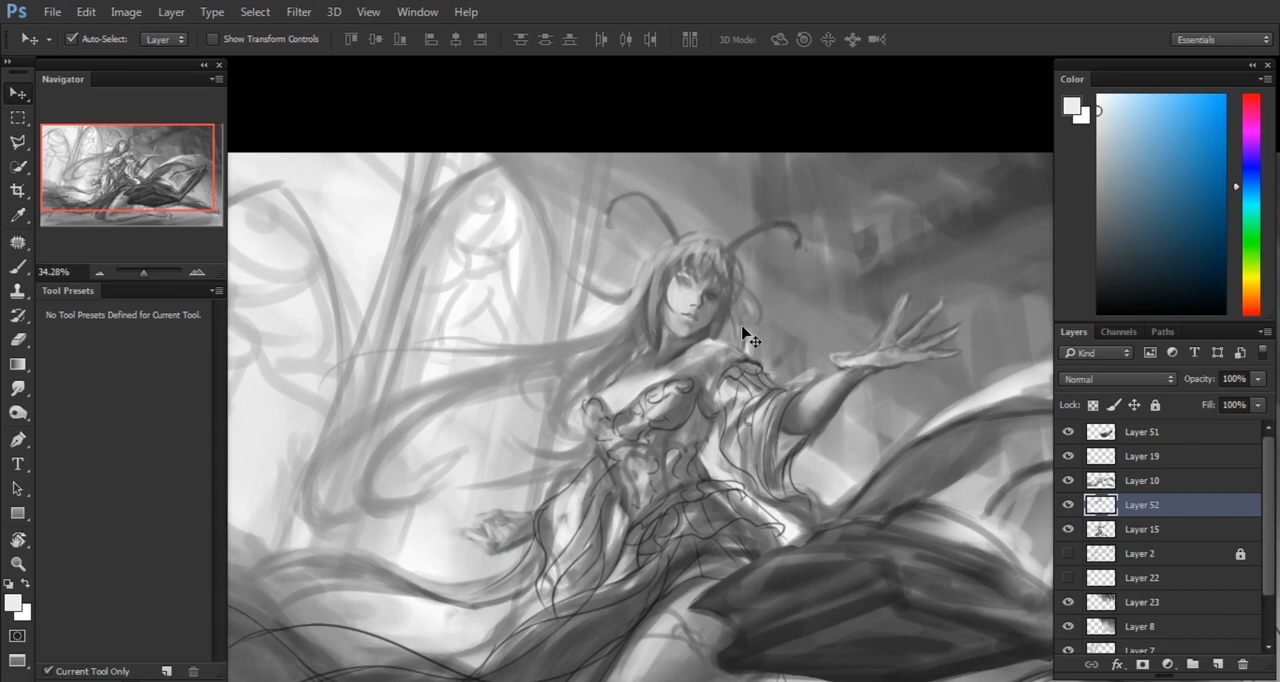 Ps File Edit Image Layer Type Select Filter 3D View Window Help
Auto-Select: Layer Show Transform Controls 3D Mode: Essentials
Navigator
34.28%
Tool Presets
No Tool Presets Defined for Current Tool.
Current Tool Only
Color
Layers Channels Paths
Kind
Normal Opacity: 100%
Lock: Fill: 100%
Layer 51
Layer 19
Layer 10
Layer 52
Layer 15
Layer 2
Layer 22
Layer 23
Layer 8
Layer 7